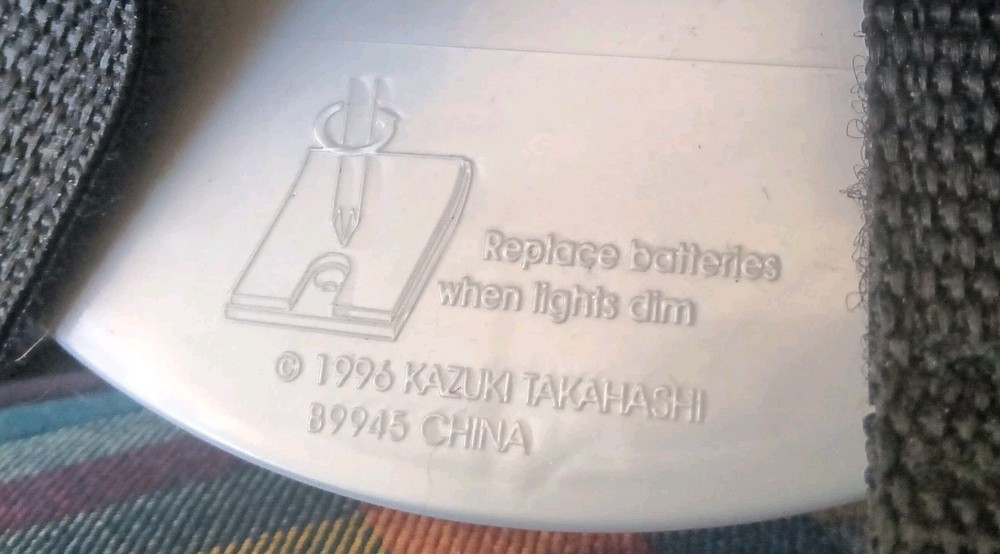 Replace batteries
when lights dim
© 1996 KAZUKI TAKAHASHI
B9945 CHINA